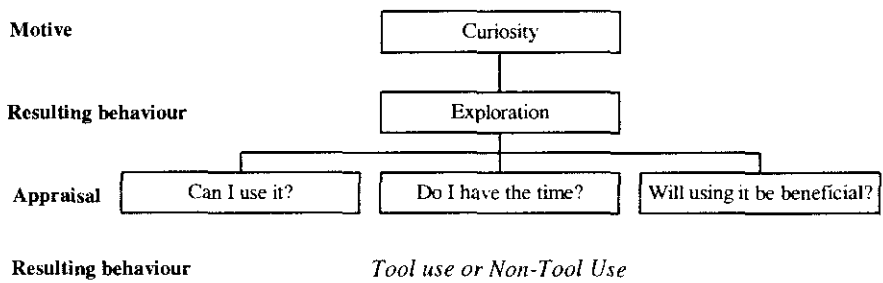 Motive Curiosity
Resulting behaviour Exploration
Appraisal Can I use it? Do I have the time? Will using it be beneficial?
Resulting behaviour Tool use or Non-Tool Use